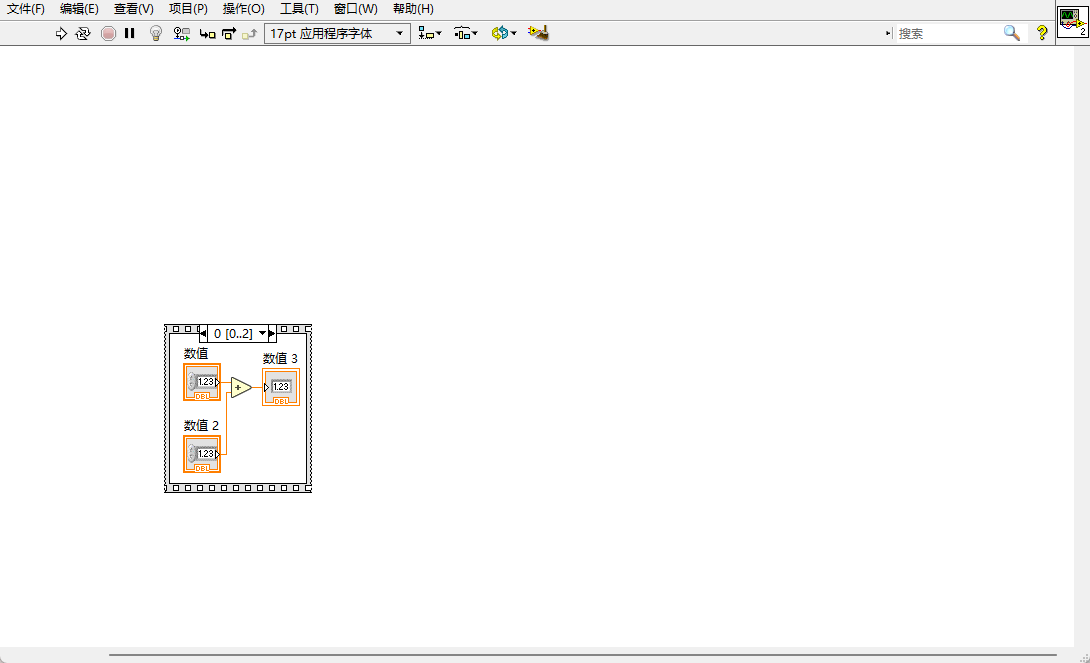 文件(F) 编辑(E) 查看(V) 项目(P) 操作(O) 工具(T) 窗口(W) 帮助(H)
17pt 应用程序字体 搜索 ?
2
0 [0..2]
数值 数值 3
1.23 + 1.23
DBL DBL
数值 2
1.23
DBL